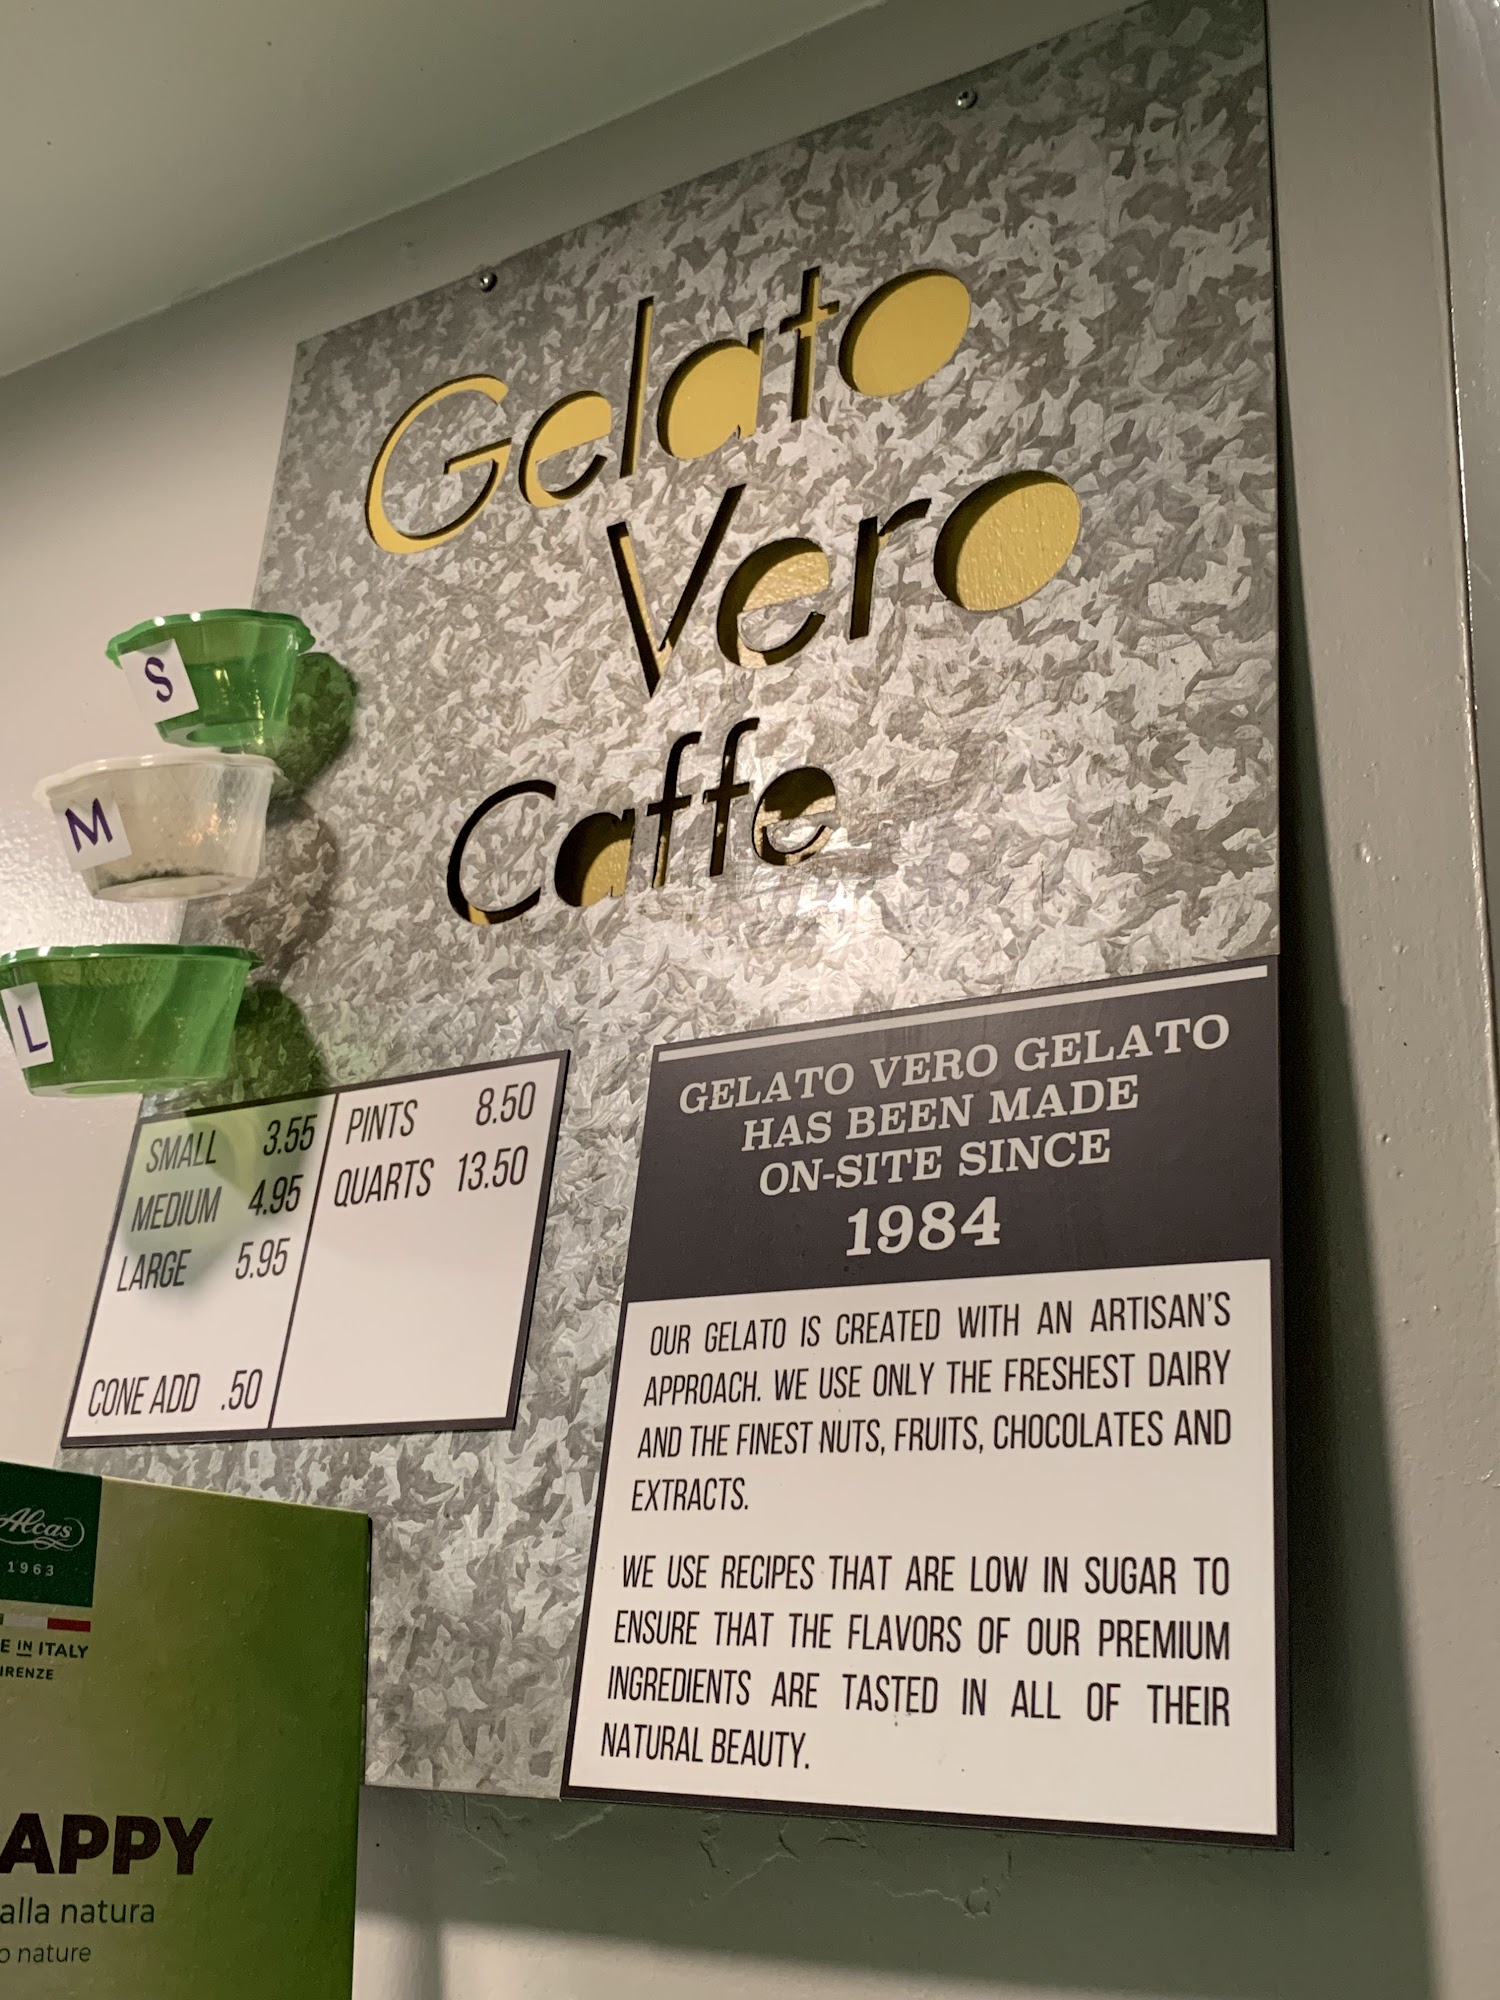 Gelato
Vero
Caffe
S
M
L
SMALL 3.55
MEDIUM 4.95
LARGE 5.95
CONE ADD .50
PINTS 8.50
QUARTS 13.50
GELATO VERO GELATO
HAS BEEN MADE
ON-SITE SINCE
1984
OUR GELATO IS CREATED WITH AN ARTISAN'S
APPROACH. WE USE ONLY THE FRESHEST DAIRY
AND THE FINEST NUTS, FRUITS, CHOCOLATES AND
EXTRACTS.
WE USE RECIPES THAT ARE LOW IN SUGAR TO
ENSURE THAT THE FLAVORS OF OUR PREMIUM
INGREDIENTS ARE TASTED IN ALL OF THEIR
NATURAL BEAUTY.
Alcas
1963
E IN ITALY
IRENZE
APPY
alla natura
o nature